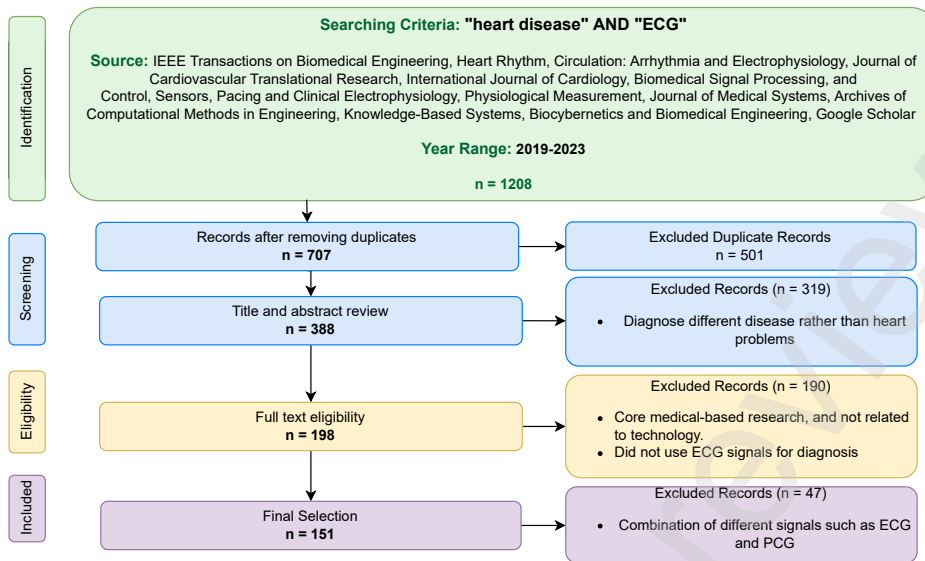 Identification
Searching Criteria: "heart disease" AND "ECG"
Source: IEEE Transactions on Biomedical Engineering, Heart Rhythm, Circulation: Arrhythmia and Electrophysiology, Journal of
Cardiovascular Translational Research, International Journal of Cardiology, Biomedical Signal Processing, and
Control, Sensors, Pacing and Clinical Electrophysiology, Physiological Measurement, Journal of Medical Systems, Archives of
Computational Methods in Engineering, Knowledge-Based Systems, Biocybernetics and Biomedical Engineering, Google Scholar
Year Range: 2019-2023
n = 1208
Screening
Records after removing duplicates
n = 707
Excluded Duplicate Records
n = 501
Title and abstract review
n = 388
Excluded Records (n = 319)
• Diagnose different disease rather than heart
problems
Eligibility
Full text eligibility
n = 198
Excluded Records (n = 190)
• Core medical-based research, and not related
to technology.
• Did not use ECG signals for diagnosis
Included
Final Selection
n = 151
Excluded Records (n = 47)
• Combination of different signals such as ECG
and PCG
review